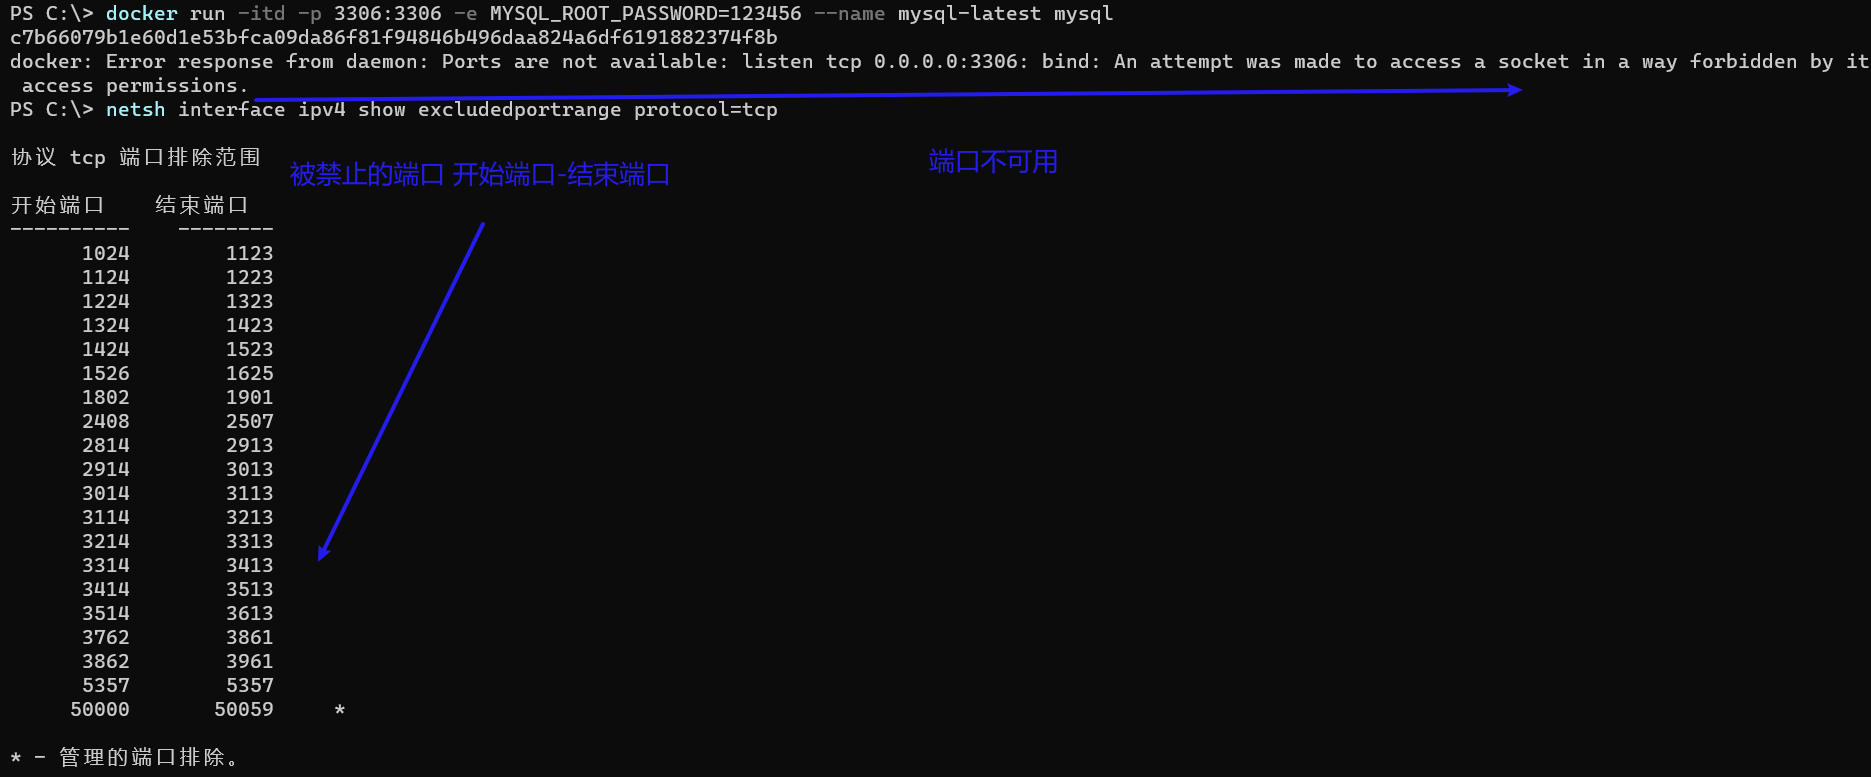 PS C:\> docker run -itd -p 3306:3306 -e MYSQL_ROOT_PASSWORD=123456 --name mysql-latest mysql
c7b66079b1e60d1e53bfca09da86f81f94846b496daa824a6df6191882374f8b
docker: Error response from daemon: Ports are not available: listen tcp 0.0.0.0:3306: bind: An attempt was made to access a socket in a way forbidden by it
access permissions.
PS C:\> netsh interface ipv4 show excludedportrange protocol=tcp
协议 tcp 端口排除范围
被禁止的端口 开始端口-结束端口
端口不可用
开始端口 结束端口
---------- --------
1024 1123
1124 1223
1224 1323
1324 1423
1424 1523
1526 1625
1802 1901
2408 2507
2814 2913
2914 3013
3014 3113
3114 3213
3214 3313
3314 3413
3414 3513
3514 3613
3762 3861
3862 3961
5357 5357
50000 50059 *
* - 管理的端口排除。